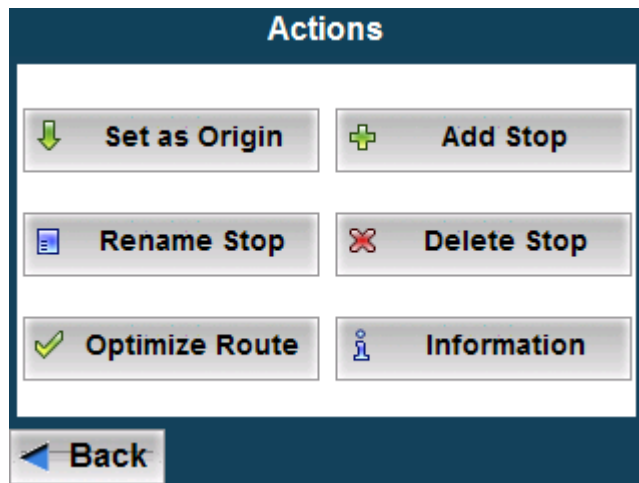 Actions
Set as Origin
Add Stop
Rename Stop
Delete Stop
Optimize Route
Information
Back